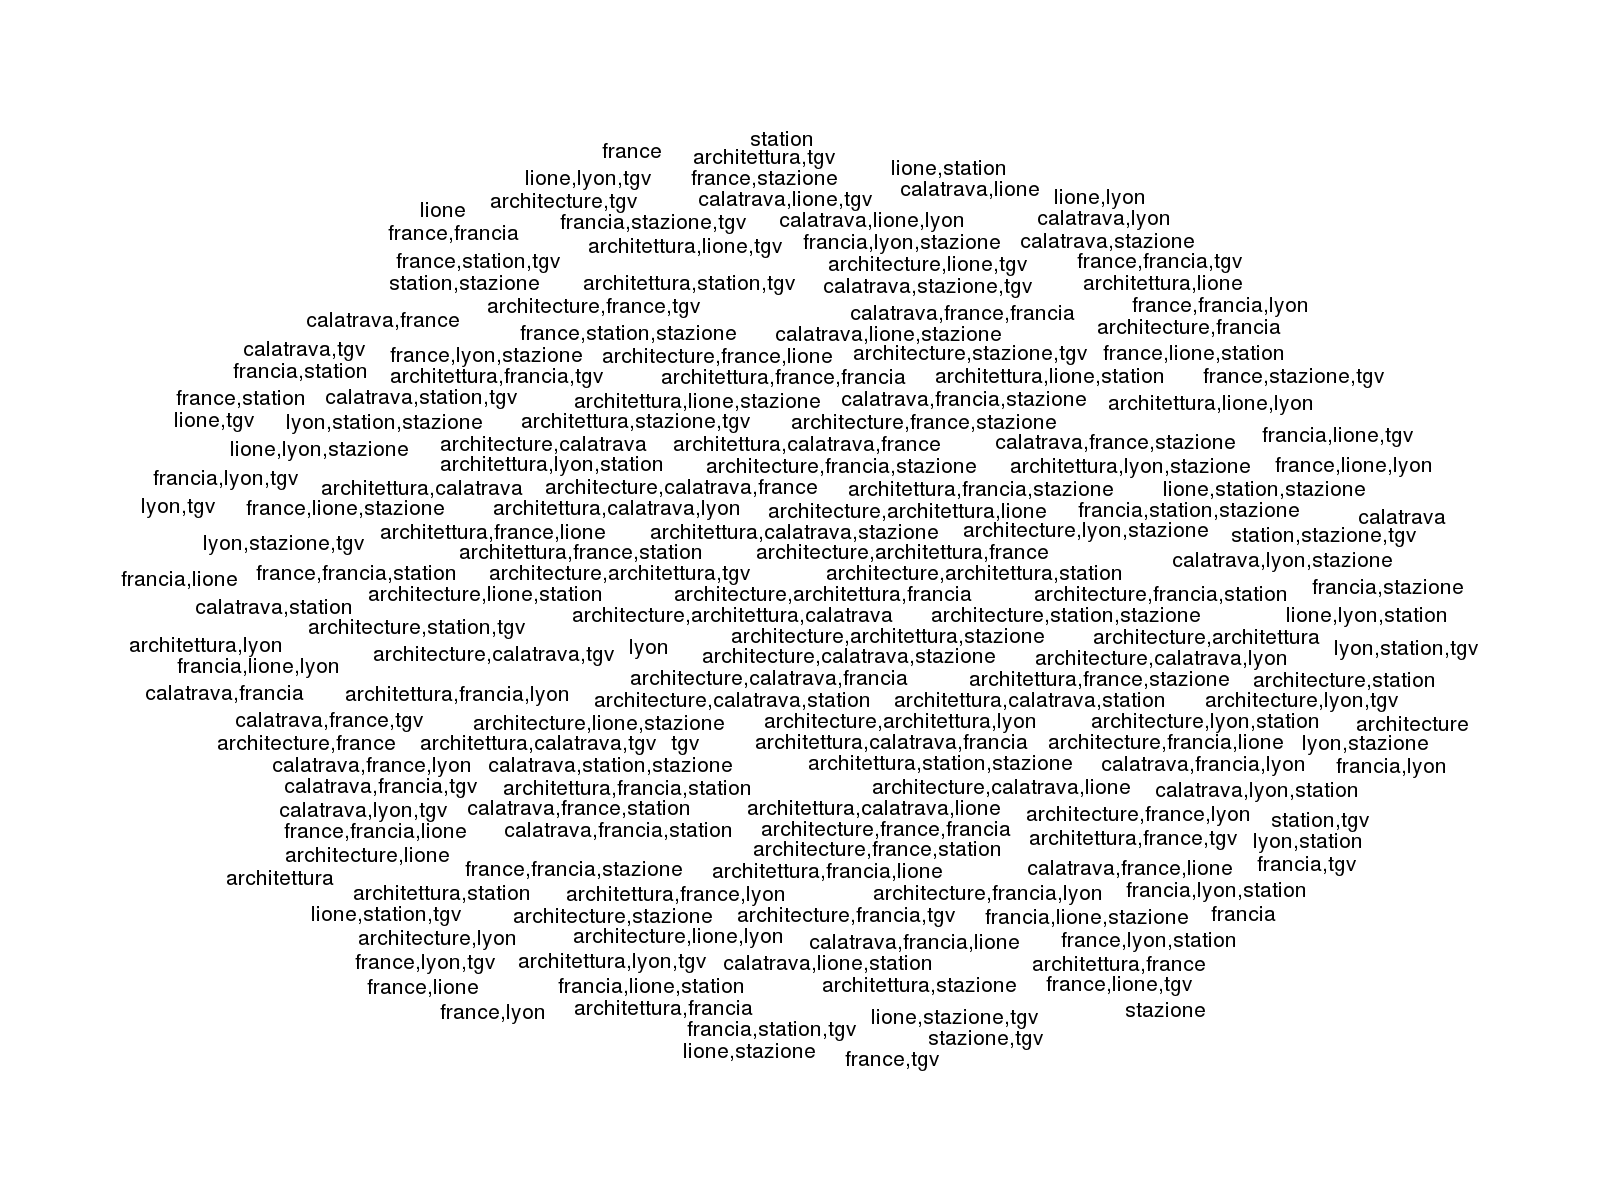 station
france
architettura,tgv
lione,station
lione,lyon,tgv
france,stazione
calatrava,lione
lione,lyon
architecture,tgv
calatrava,lione,tgv
lione
francia,stazione,tgv
calatrava,lione,lyon
calatrava,lyon
france,francia
architettura,lione,tgv
francia,lyon,stazione
calatrava,stazione
france,station,tgv
architecture,lione,tgv
france,francia,tgv
station,stazione
architettura,station,tgv
calatrava,stazione,tgv
architettura,lione
architecture,france,tgv
france,francia,lyon
calatrava,france
calatrava,france,francia
architecture,francia
france,station,stazione
calatrava,lione,stazione
calatrava,tgv
france,lyon,stazione
architecture,france,lione
architecture,stazione,tgv
france,lione,station
francia,station
architettura,francia,tgv
architettura,france,francia
architettura,lione,station
france,stazione,tgv
france,station
calatrava,station,tgv
architettura,lione,stazione
calatrava,francia,stazione
architettura,lione,lyon
lione,tgv
lyon,station,stazione
architettura,stazione,tgv
architecture,france,stazione
francia,lione,tgv
lione,lyon,stazione
architecture,calatrava
architettura,calatrava,france
calatrava,france,stazione
architettura,lyon,station
architecture,francia,stazione
architettura,lyon,stazione
france,lione,lyon
francia,lyon,tgv
architettura,calatrava
architecture,calatrava,france
architettura,francia,stazione
lione,station,stazione
lyon,tgv
france,lione,stazione
architettura,calatrava,lyon
architecture,architettura,lione
francia,station,stazione
calatrava
architettura,france,lione
architettura,calatrava,stazione
architecture,lyon,stazione
station,stazione,tgv
lyon,stazione,tgv
architettura,france,station
architecture,architettura,france
calatrava,lyon,stazione
francia,lione
france,francia,station
architecture,architettura,tgv
architecture,architettura,station
francia,stazione
architecture,lione,station
architecture,architettura,francia
architecture,francia,station
calatrava,station
architecture,architettura,calatrava
architecture,station,stazione
lione,lyon,station
architecture,station,tgv
architecture,architettura,stazione
architecture,architettura
architettura,lyon
lyon
lyon,station,tgv
architecture,calatrava,tgv
architecture,calatrava,stazione
architecture,calatrava,lyon
francia,lione,lyon
architecture,calatrava,francia
architettura,france,stazione
architecture,station
calatrava,francia
architettura,francia,lyon
architecture,calatrava,station
architettura,calatrava,station
architecture,lyon,tgv
calatrava,france,tgv
architecture,lione,stazione
architecture,architettura,lyon
architecture,lyon,station
architecture
architecture,france
architettura,calatrava,tgv
tgv
architettura,calatrava,francia
architecture,francia,lione
lyon,stazione
calatrava,france,lyon
calatrava,station,stazione
architettura,station,stazione
calatrava,francia,lyon
francia,lyon
calatrava,francia,tgv
architettura,francia,station
architecture,calatrava,lione
calatrava,lyon,station
calatrava,lyon,tgv
calatrava,france,station
architettura,calatrava,lione
architecture,france,lyon
station,tgv
france,francia,lione
calatrava,francia,station
architecture,france,francia
architettura,france,tgv
lyon,station
architecture,lione
architecture,france,station
france,francia,stazione
architettura,francia,lione
calatrava,france,lione
francia,tgv
architettura
architettura,station
architettura,france,lyon
architecture,francia,lyon
francia,lyon,station
lione,station,tgv
architecture,stazione
architecture,francia,tgv
francia,lione,stazione
francia
architecture,lyon
architecture,lione,lyon
calatrava,francia,lione
france,lyon,station
france,lyon,tgv
architettura,lyon,tgv
calatrava,lione,station
architettura,france
france,lione
francia,lione,station
architettura,stazione
france,lione,tgv
france,lyon
architettura,francia
lione,stazione,tgv
stazione
francia,station,tgv
stazione,tgv
lione,stazione
france,tgv